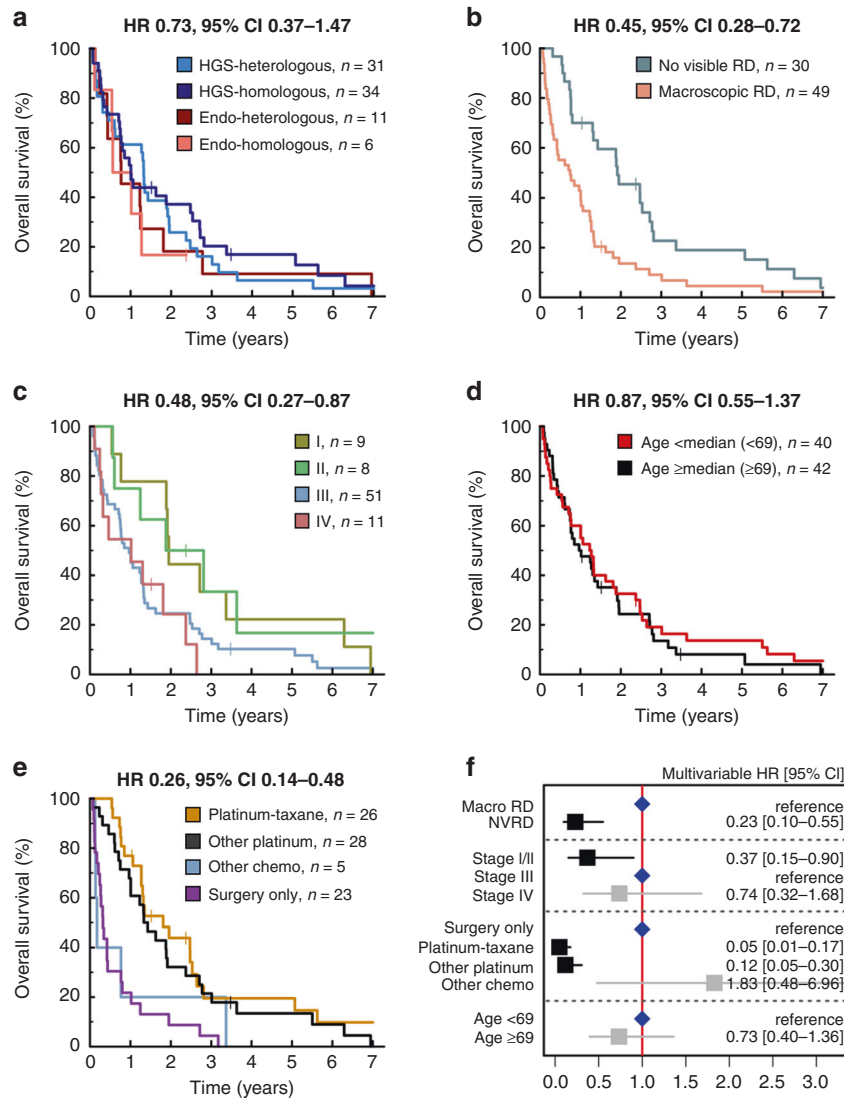 a
HR 0.73, 95% CI 0.37–1.47
100
80
60
40
20
0
Overall survival (%)
HGS-heterologous, n = 31
HGS-homologous, n = 34
Endo-heterologous, n = 11
Endo-homologous, n = 6
0 1 2 3 4 5 6 7
Time (years)
b
HR 0.45, 95% CI 0.28–0.72
100
80
60
40
20
0
Overall survival (%)
No visible RD, n = 30
Macroscopic RD, n = 49
0 1 2 3 4 5 6 7
Time (years)
c
HR 0.48, 95% CI 0.27–0.87
100
80
60
40
20
0
Overall survival (%)
I, n = 9
II, n = 8
III, n = 51
IV, n = 11
0 1 2 3 4 5 6 7
Time (years)
d
HR 0.87, 95% CI 0.55–1.37
100
80
60
40
20
0
Overall survival (%)
Age <median (<69), n = 40
Age ≥median (≥69), n = 42
0 1 2 3 4 5 6 7
Time (years)
e
HR 0.26, 95% CI 0.14–0.48
100
80
60
40
20
0
Overall survival (%)
Platinum-taxane, n = 26
Other platinum, n = 28
Other chemo, n = 5
Surgery only, n = 23
0 1 2 3 4 5 6 7
Time (years)
f
Multivariable HR [95% CI]
Macro RD reference
NVRD 0.23 [0.10–0.55]
Stage I/II 0.37 [0.15–0.90]
Stage III reference
Stage IV 0.74 [0.32–1.68]
Surgery only reference
Platinum-taxane 0.05 [0.01–0.17]
Other platinum 0.12 [0.05–0.30]
Other chemo 1.83 [0.48–6.96]
Age <69 reference
Age ≥69 0.73 [0.40–1.36]
0.0 0.5 1.0 1.5 2.0 2.5 3.0